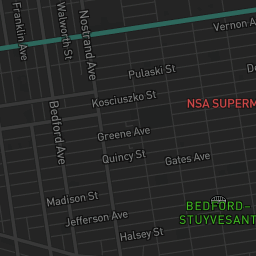 Franklin Ave
Walworth St
Nostrand Ave
Vernon A
Pulaski St
De
Kosciuszko St
NSA SUPERM
Bedford Ave
Greene Ave
Quincy St
Gates Ave
Madison St
Jefferson Ave
BEDFORD-
STUYVESANT
Halsey St